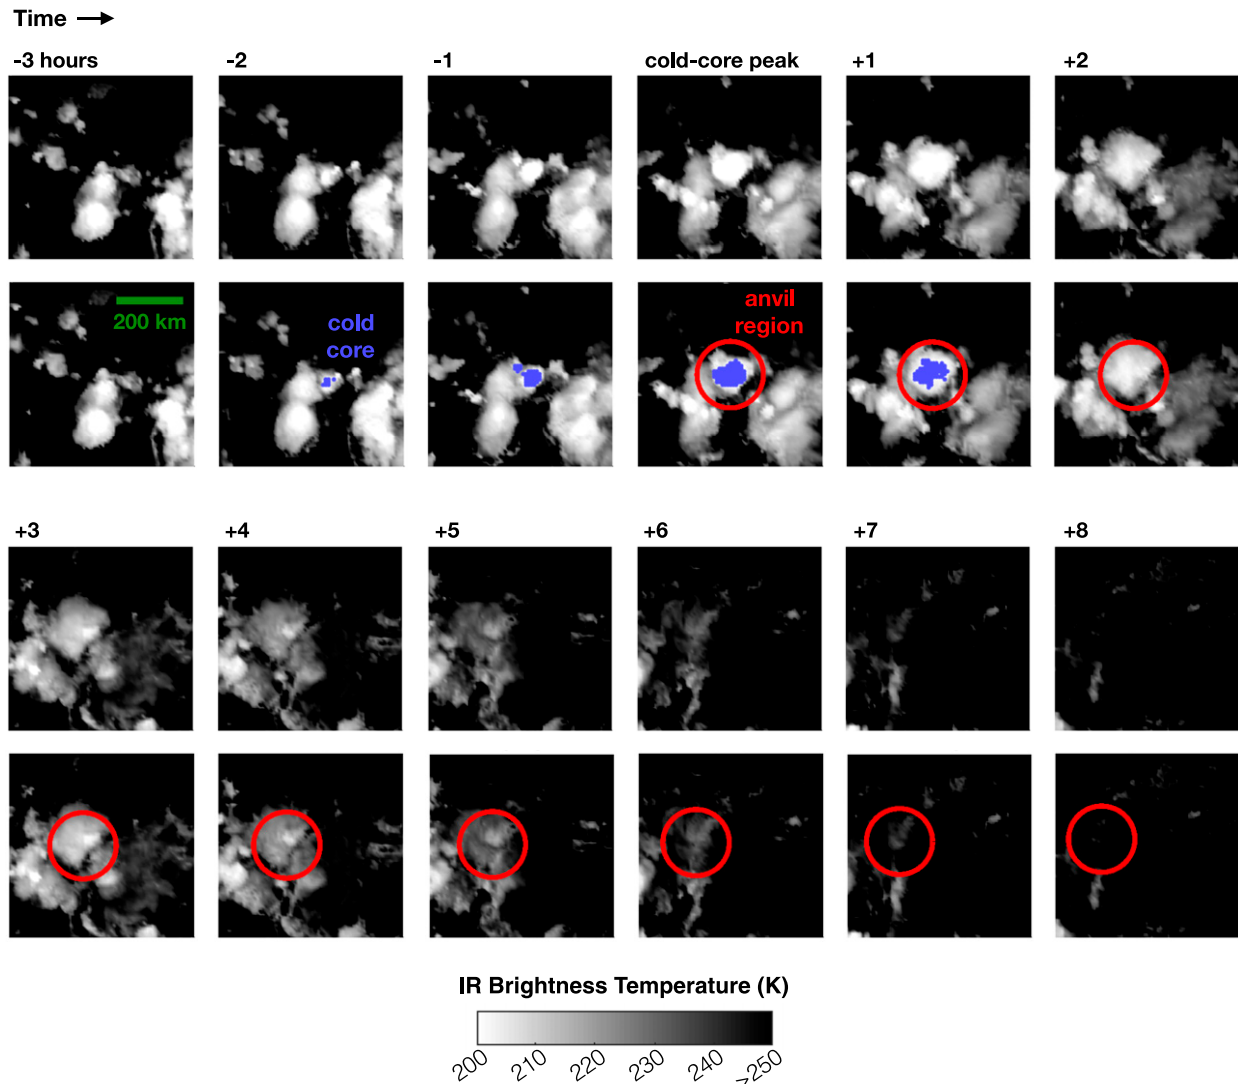 Time →
-3 hours -2 -1 cold-core peak +1 +2
200 km
cold
core
anvil
region
+3 +4 +5 +6 +7 +8
IR Brightness Temperature (K)
200 210 220 230 240 >250